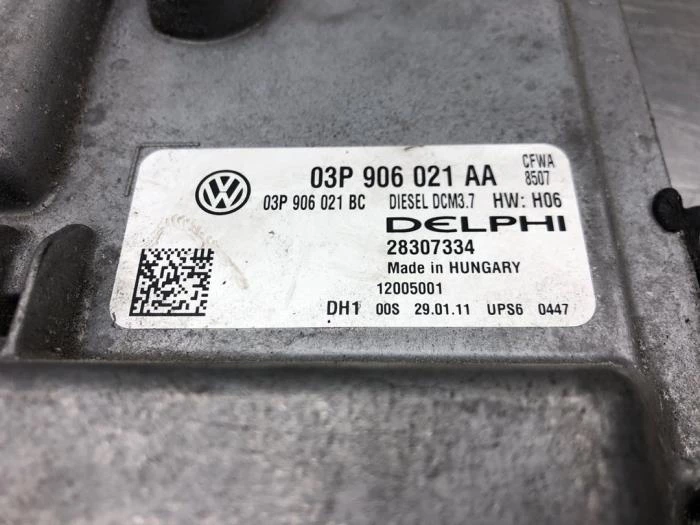 03P 906 021 AA CFWA
8507
03P 906 021 BC DIESEL DCM3.7 HW: H06
DELPHI
28307334
Made in HUNGARY
12005001
DH1 00S 29.01.11 UPS6 0447